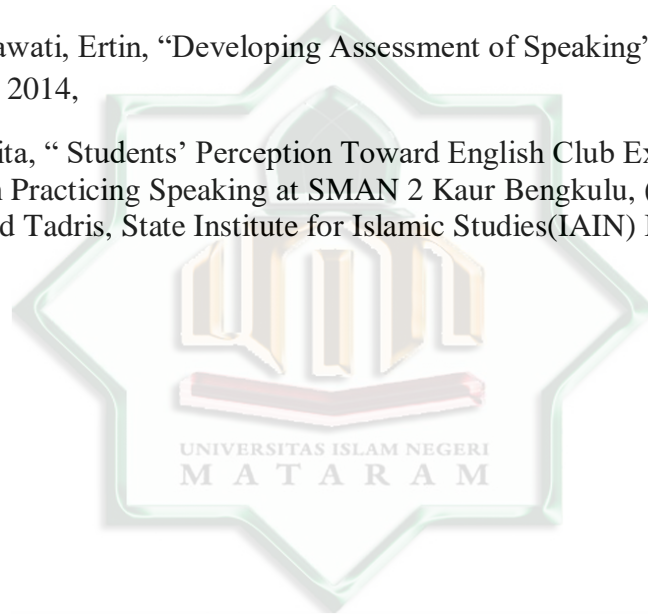 awati, Ertin, “Developing Assessment of Speaking”
2014,
ita, “ Students’ Perception Toward English Club Ex
Practicing Speaking at SMAN 2 Kaur Bengkulu, (
d Tadris, State Institute for Islamic Studies(IAIN)
UNIVERSITAS ISLAM NEGERI
MATARAM